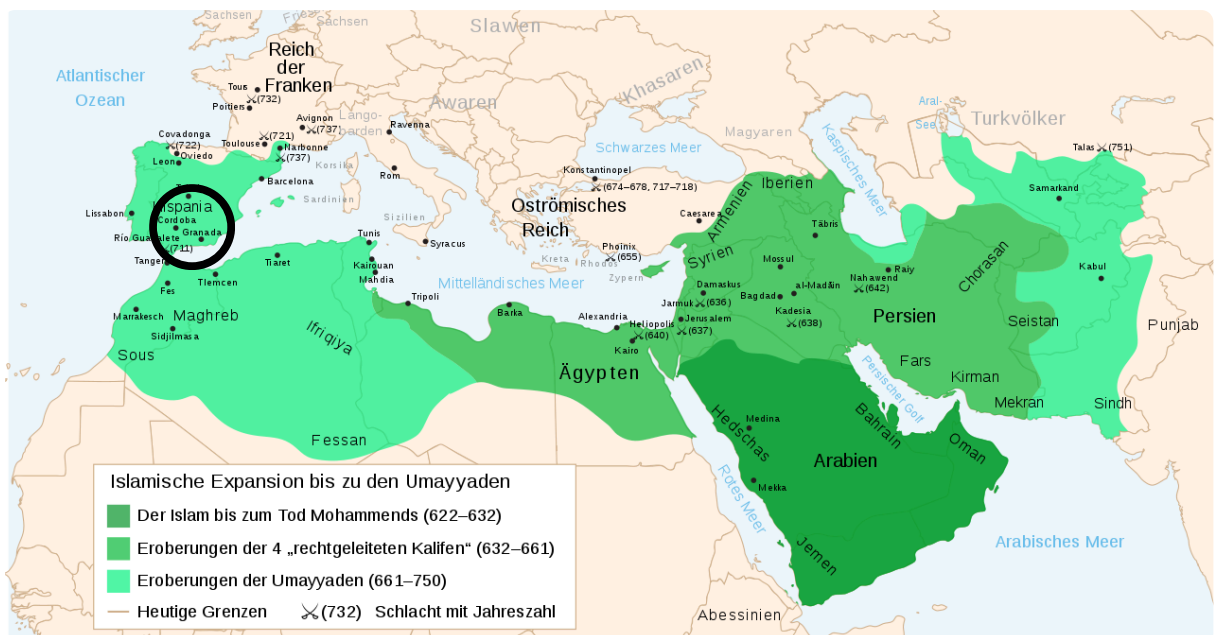 Sachsen
Friesen
Sachsen
Slawen
Reich
der
Franken
Atlantischer
Ozean
Khasaren
Tours
(732)
Poitiers
Awaren
Aral-
See
Turkvölker
Avignon
(737)
Lango-
barden
Ravenna
Magyaren
Kaspisches Meer
Covadonga
(722)
Oviedo
Leon
(721)
Toulouse
Narbonne
(737)
Korsika
Schwarzes Meer
Talas
(751)
Rom
Konstantinopel
(674–678, 717–718)
Barcelona
Sardinien
Iberien
Armenien
Samarkand
Hispania
Lissabon
Cordoba
Granada
Río Guadalete
(711)
Tanger
Sizilien
Syracus
Oströmisches
Reich
Caesarea
Täbris
Tunis
Kairouan
Mahdia
Phoinix
(655)
Kreta
Rhodos
Zypern
Syrien
Mossul
Raiy
Chorasan
Kabul
Tiaret
Tlemcen
Fes
Mittelländisches Meer
Damaskus
Jarmuk
(636)
Bagdad
al-Madäin
Nahawend
(642)
Marrakesch
Maghreb
Sidjilmasa
Tripoli
Barka
Alexandria
Heliopolis
(640)
Kairo
Jerusalem
(637)
Kadesia
(638)
Persien
Seistan
Punjab
Sous
Ifriqiya
Ägypten
Fars
Kirman
Mekran
Sindh
Persischer Golf
Fessan
Hedschas
Medina
Bahrain
Oman
Arabien
Mekka
Rotes Meer
Jemen
Arabisches Meer
Abessinien
Islamische Expansion bis zu den Umayyaden
Der Islam bis zum Tod Mohammends (622–632)
Eroberungen der 4 „rechtgeleiteten Kalifen“ (632–661)
Eroberungen der Umayyaden (661–750)
Heutige Grenzen (732) Schlacht mit Jahreszahl